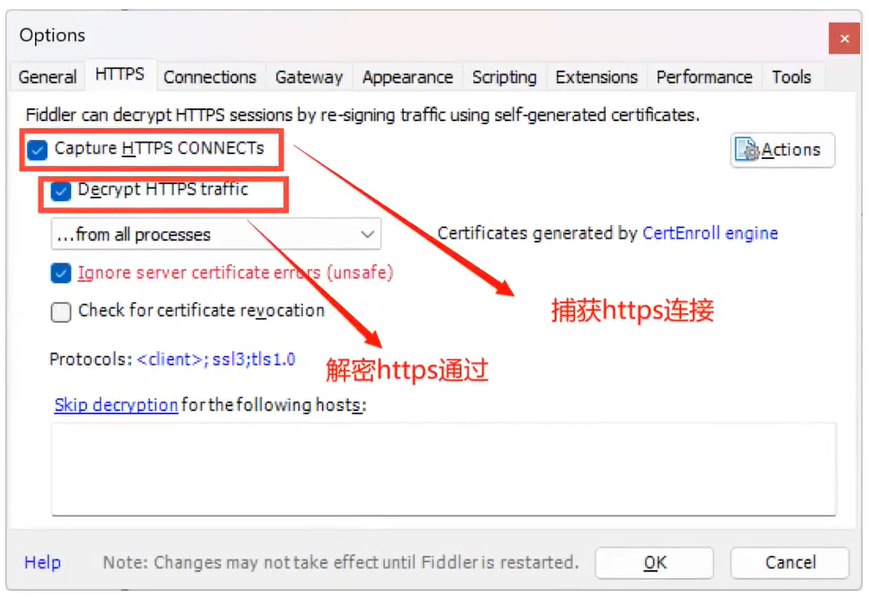 Options
General HTTPS Connections Gateway Appearance Scripting Extensions Performance Tools
Fiddler can decrypt HTTPS sessions by re-signing traffic using self-generated certificates.
Capture HTTPS CONNECTs
Actions
Decrypt HTTPS traffic
...from all processes
Certificates generated by CertEnroll engine
Ignore server certificate errors (unsafe)
Check for certificate revocation
捕获https连接
Protocols: <client>; ssl3;tls1.0
解密https通过
Skip decryption for the following hosts:
Help Note: Changes may not take effect until Fiddler is restarted. OK Cancel